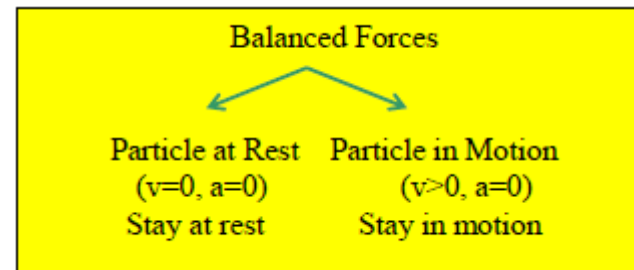 Balanced Forces
Particle at Rest Particle in Motion
(v=0, a=0) (v>0, a=0)
Stay at rest Stay in motion